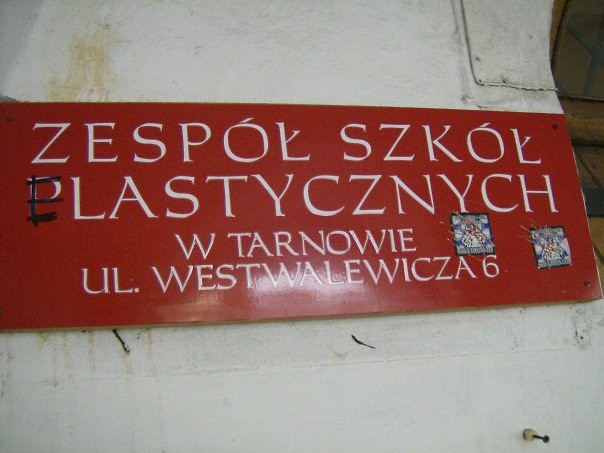 ZESPÓŁ SZKÓŁ
PLASTYCZNYCH
W TARNOWIE
UL. WESTWALEWICZA 6